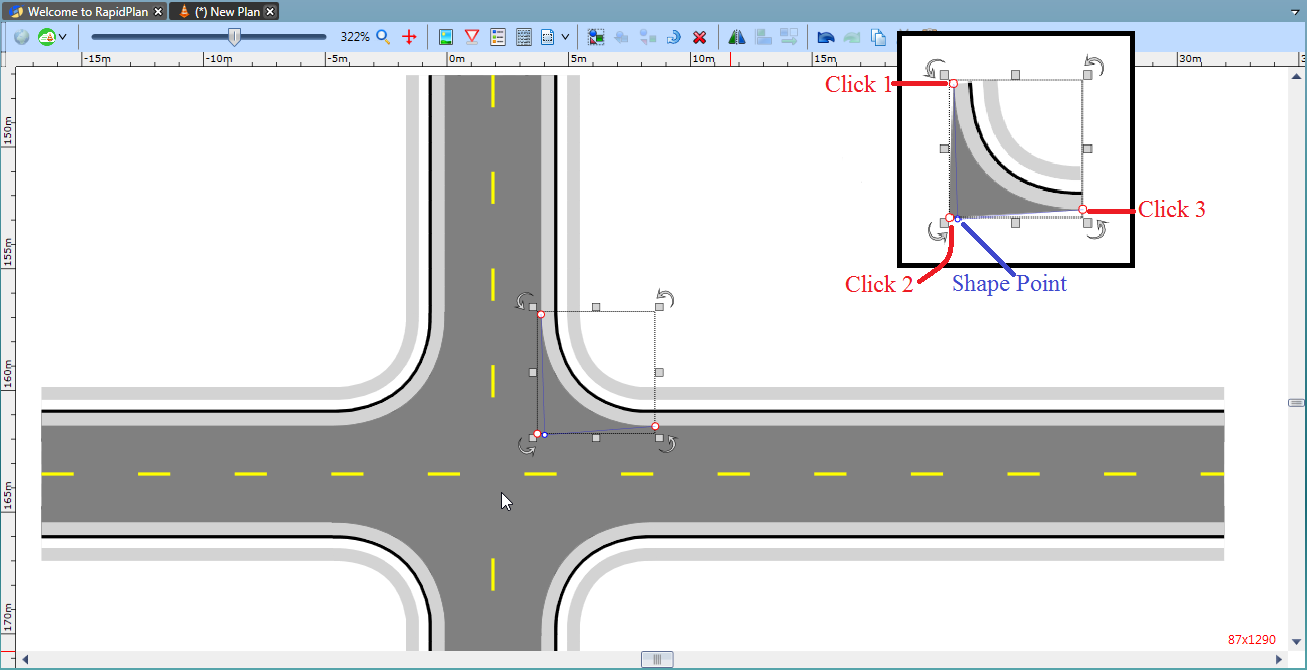 Welcome to RapidPlan
(*) New Plan
322%
-15m -10m -5m 0m 5m 10m 15m 30m 3
150m
155m
160m
165m
170m
Click 1
Click 3
Click 2
Shape Point
87x1290